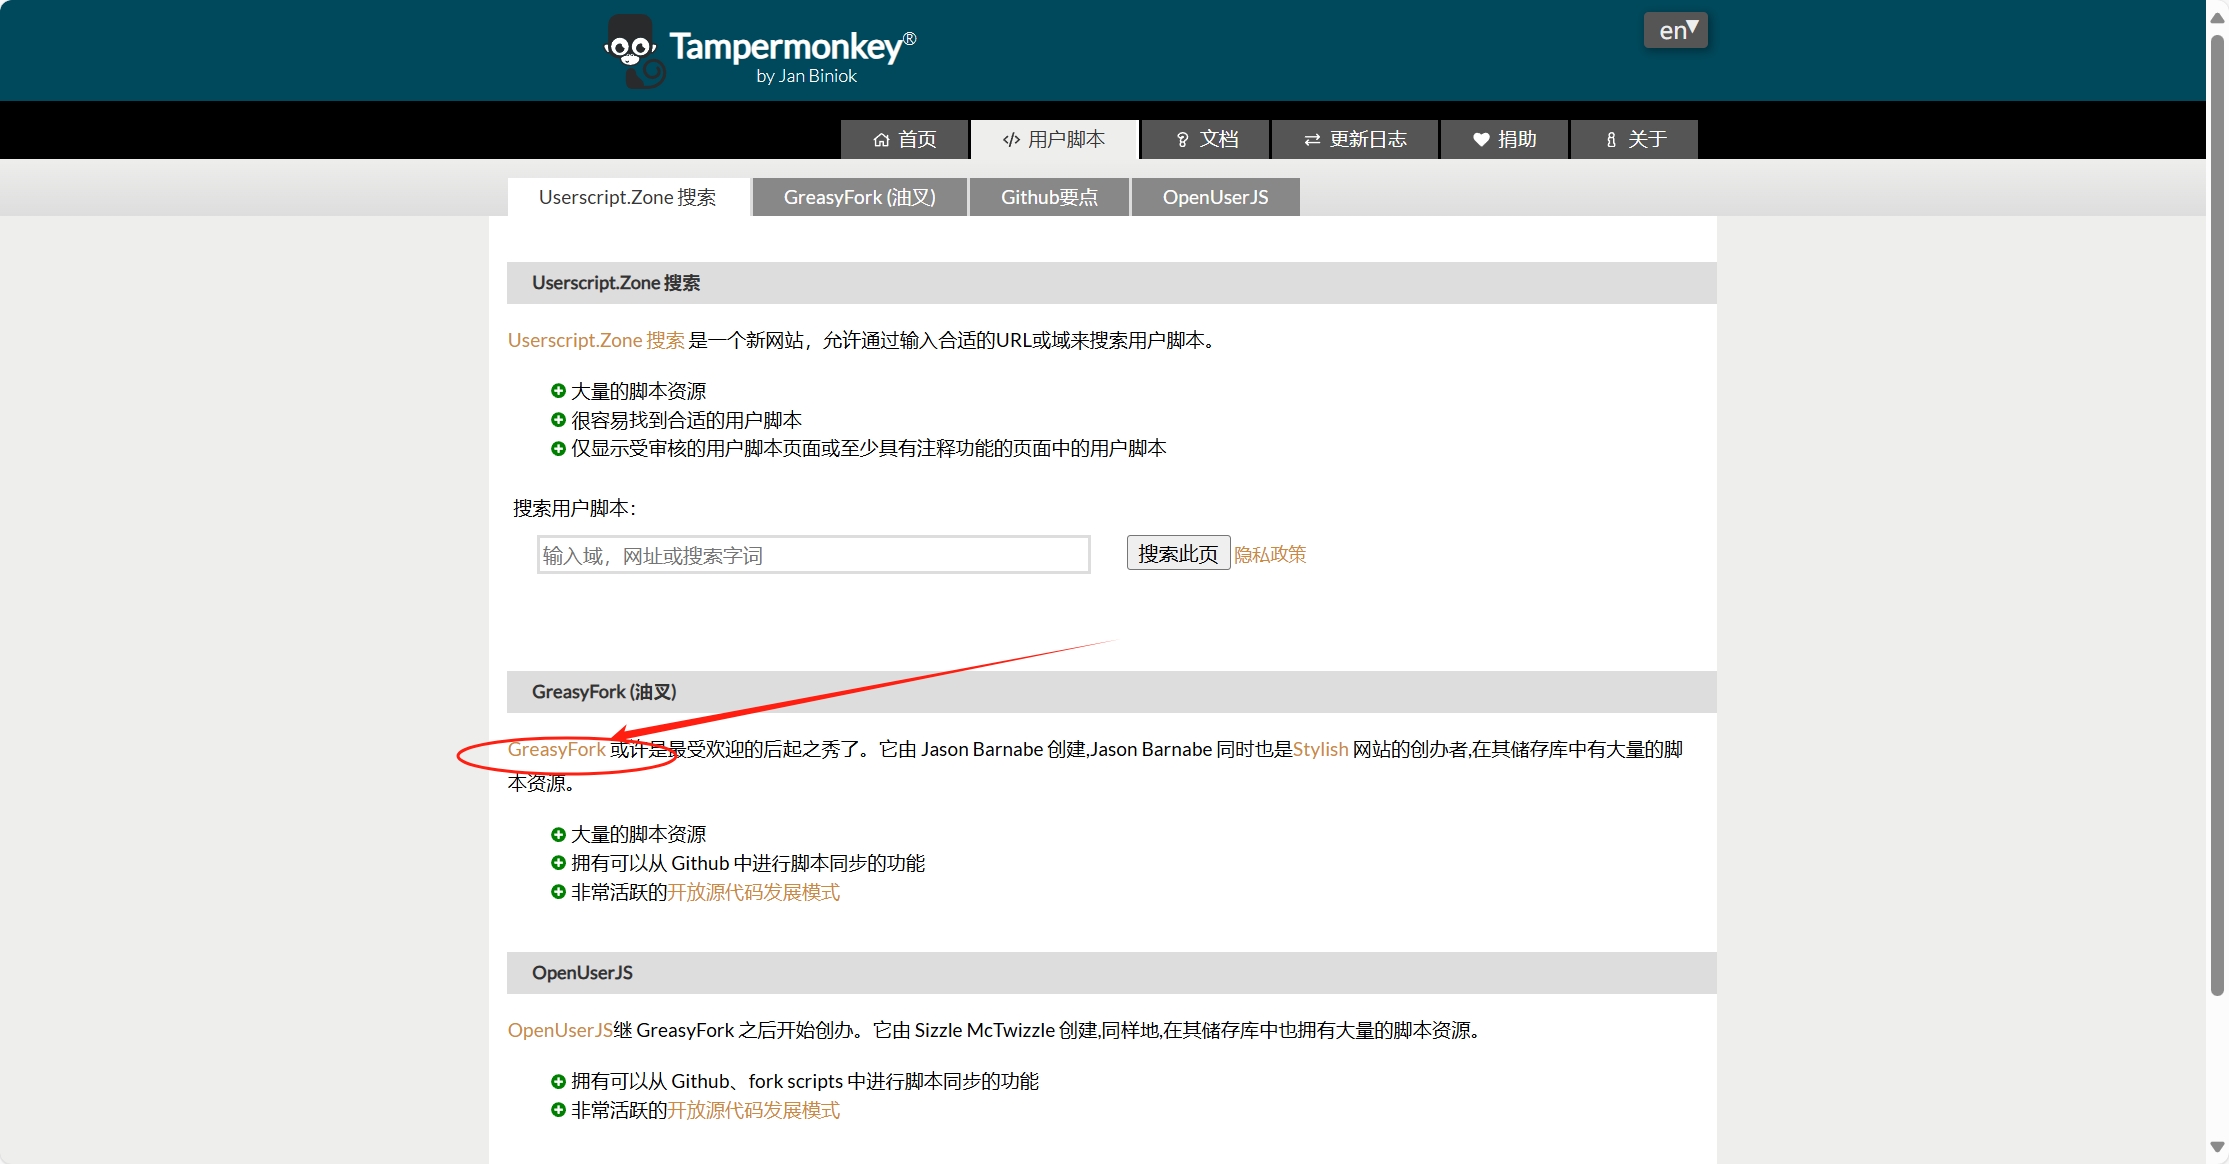 Tampermonkey®
by Jan Biniok
en
首页
用户脚本
文档
更新日志
捐助
关于
Userscript.Zone 搜索
GreasyFork (油叉)
Github要点
OpenUserJS
Userscript.Zone 搜索
Userscript.Zone 搜索 是一个新网站，允许通过输入合适的URL或域来搜索用户脚本。
大量的脚本资源
很容易找到合适的用户脚本
仅显示受审核的用户脚本页面或至少具有注释功能的页面中的用户脚本
搜索用户脚本：
输入域，网址或搜索字词
搜索此页
隐私政策
GreasyFork (油叉)
GreasyFork 或许是最受欢迎的后起之秀了。它由 Jason Barnabe 创建,Jason Barnabe 同时也是Stylish 网站的创办者,在其储存库中有大量的脚
本资源。
大量的脚本资源
拥有可以从 Github 中进行脚本同步的功能
非常活跃的开放源代码发展模式
OpenUserJS
OpenUserJS继 GreasyFork 之后开始创办。它由 Sizzle McTwizzle 创建,同样地,在其储存库中也拥有大量的脚本资源。
拥有可以从 Github、fork scripts 中进行脚本同步的功能
非常活跃的开放源代码发展模式